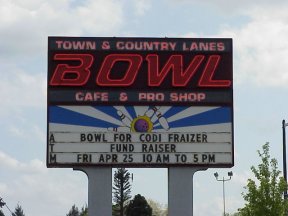 TOWN & COUNTRY LANES
BOWL
CAFE & PRO SHOP
ATM
BOWL FOR CODI FRAIZER
FUND RAISER
FRI APR 25 10 AM TO 5 PM